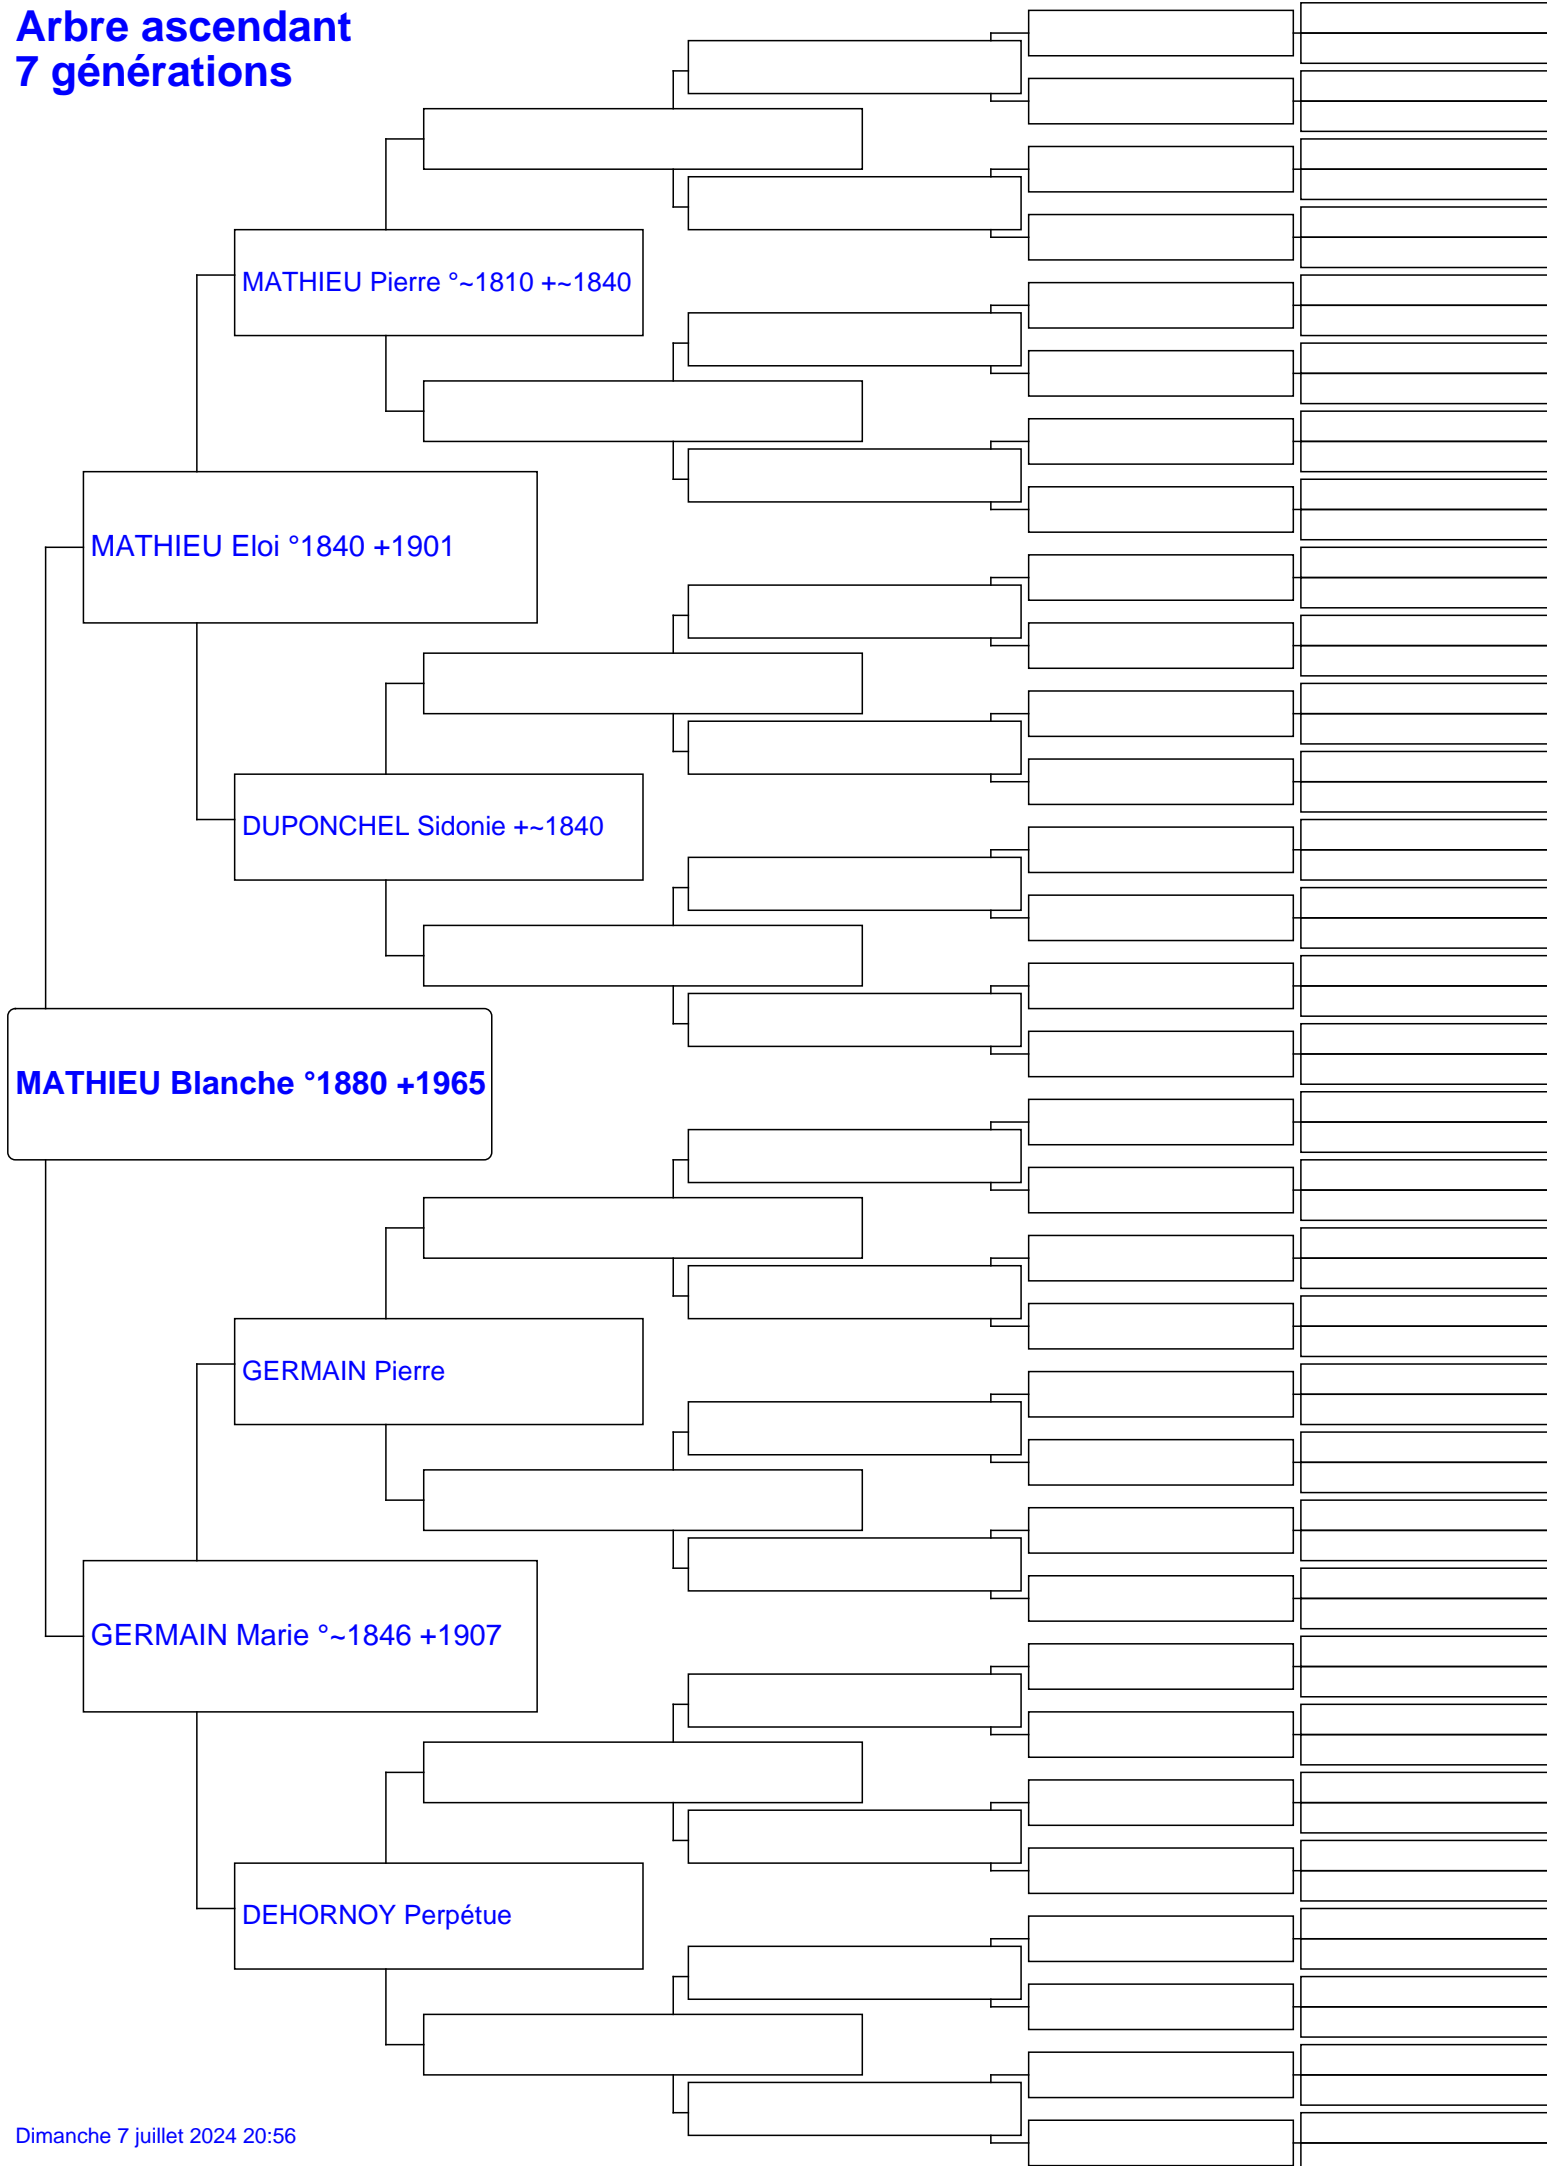 Arbre ascendant
7 générations
MATHIEU Pierre °~1810 +~1840
MATHIEU Eloi °1840 +1901
DUPONCHEL Sidonie +~1840
MATHIEU Blanche °1880 +1965
GERMAIN Pierre
GERMAIN Marie °~1846 +1907
DEHORNOY Perpétue
Dimanche 7 juillet 2024 20:56